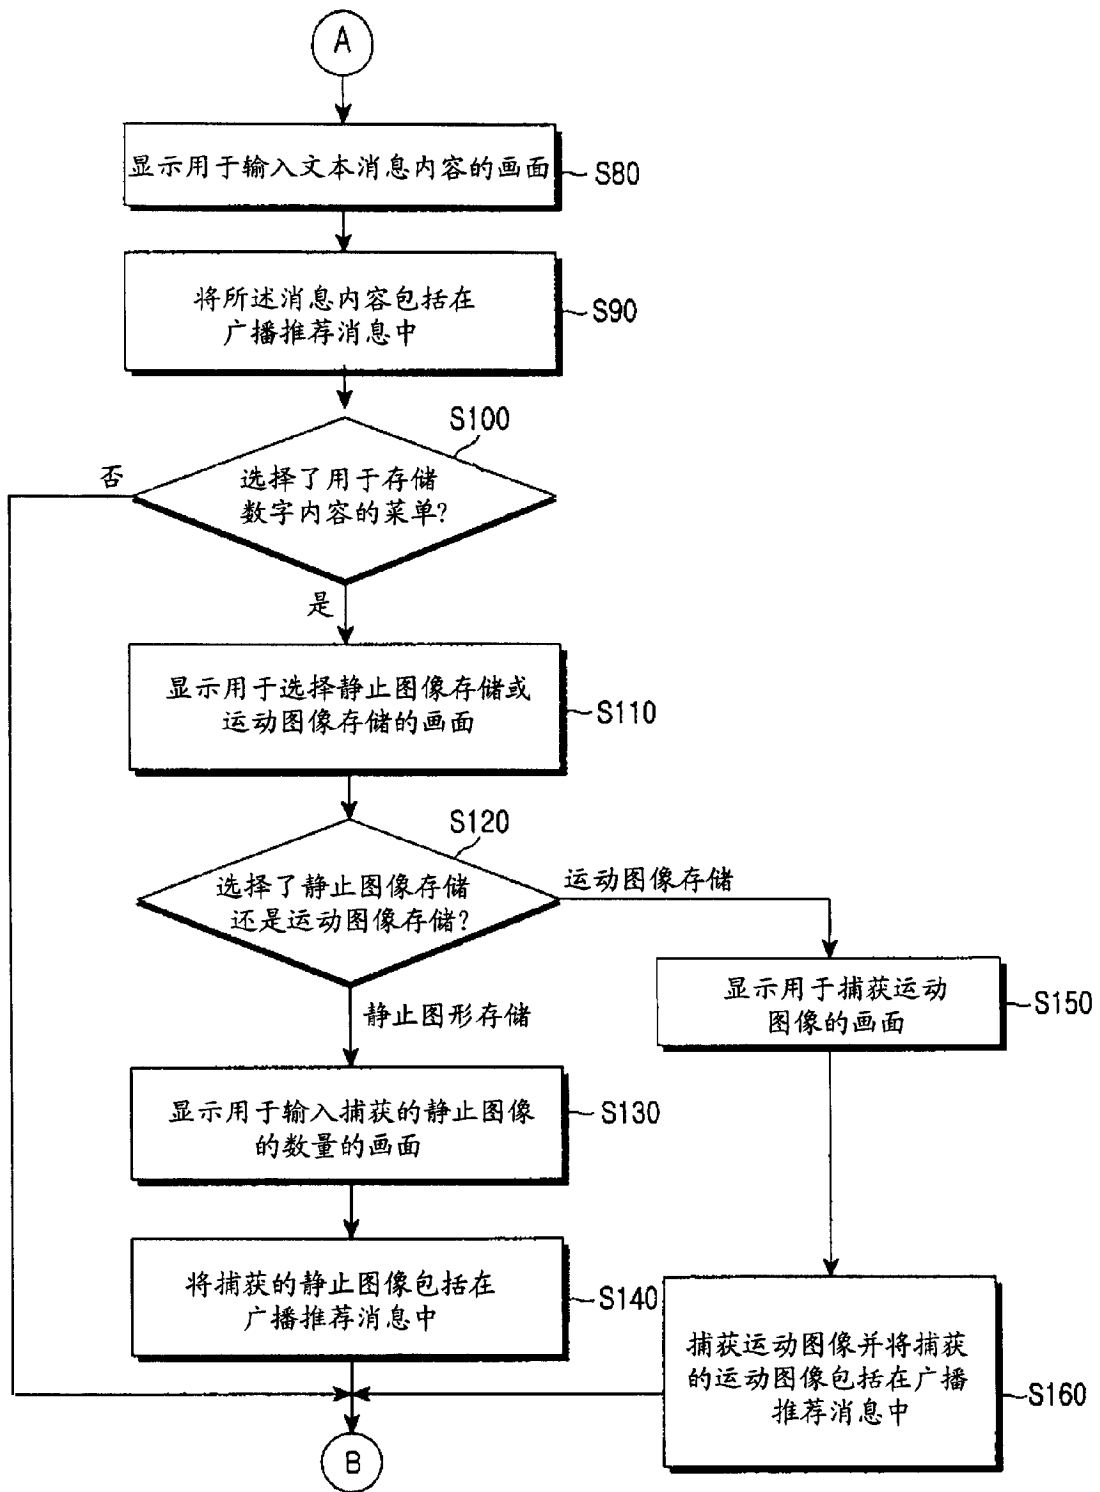 A
显示用于输入文本消息内容的画面
S80
将所述消息内容包括在
广播推荐消息中
S90
S100
否
选择了用于存储
数字内容的菜单?
是
显示用于选择静止图像存储或
运动图像存储的画面
S110
S120
选择了静止图像存储
还是运动图像存储?
运动图像存储
静止图形存储
显示用于捕获运动
图像的画面
S150
显示用于输入捕获的静止图像
的数量的画面
S130
将捕获的静止图像包括在
广播推荐消息中
S140
捕获运动图像并将捕获
的运动图像包括在广播
推荐消息中
S160
B